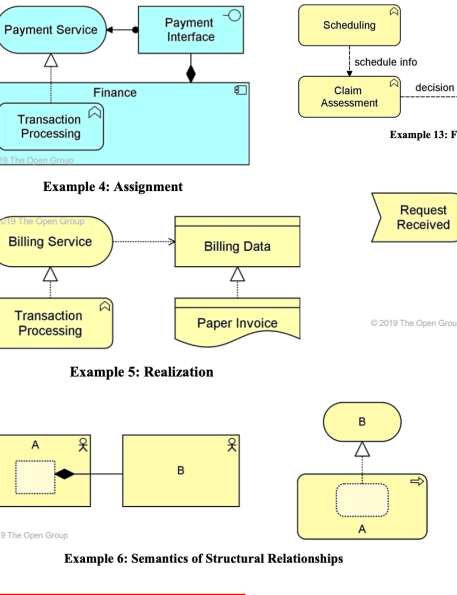 Payment Service
Payment
Interface
Finance
Transaction
Processing
19 The Open Group
Example 4: Assignment
Scheduling
schedule info
Claim
Assessment
decision
Example 13: F
019 The Open Group
Billing Service
Billing Data
Transaction
Processing
Paper Invoice
Example 5: Realization
Request
Received
© 2019 The Open Grou
A
B
9 The Open Group
B
A
Example 6: Semantics of Structural Relationships